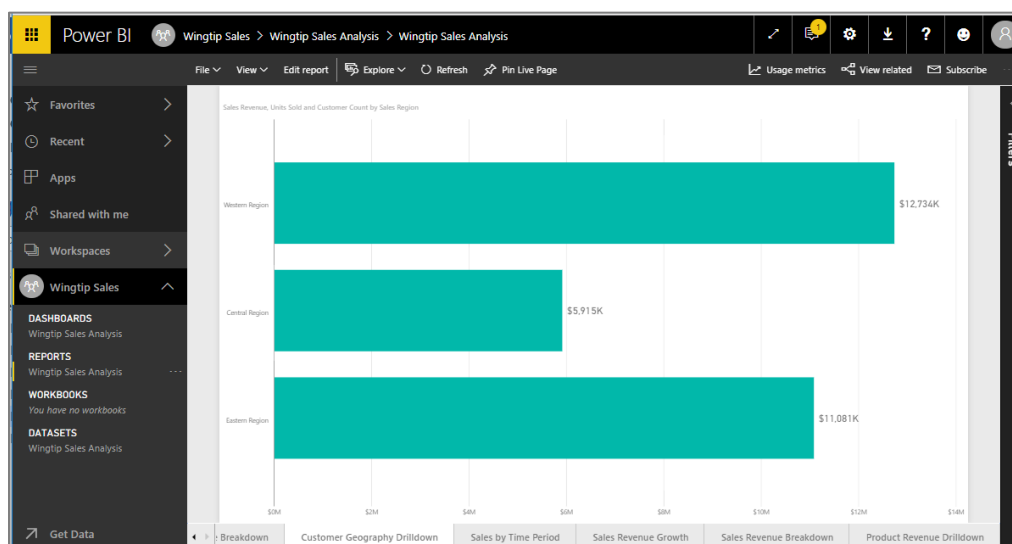 Power BI Wingtip Sales > Wingtip Sales Analysis > Wingtip Sales Analysis 1
File View Edit report Explore Refresh Pin Live Page Usage metrics View related Subscribe
Favorites
Recent
Apps
Shared with me
Workspaces
Wingtip Sales
DASHBOARDS
Wingtip Sales Analysis
REPORTS
Wingtip Sales Analysis
WORKBOOKS
You have no workbooks
DATASETS
Wingtip Sales Analysis
Get Data
Sales Revenue, Units Sold and Customer Count by Sales Region
Western Region $12,734K
Central Region $5,915K
Eastern Region $11,081K
$0M $2M $4M $6M $8M $10M $12M $14M
Breakdown Customer Geography Drilldown Sales by Time Period Sales Revenue Growth Sales Revenue Breakdown Product Revenue Drilldown